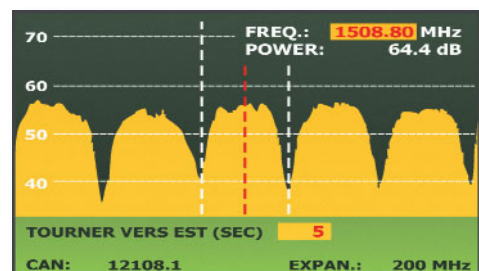 FREQ.: 1508.80 MHz
POWER: 64.4 dB
70
60
50
40
TOURNER VERS EST (SEC) 5
CAN: 12108.1 EXPAN.: 200 MHz